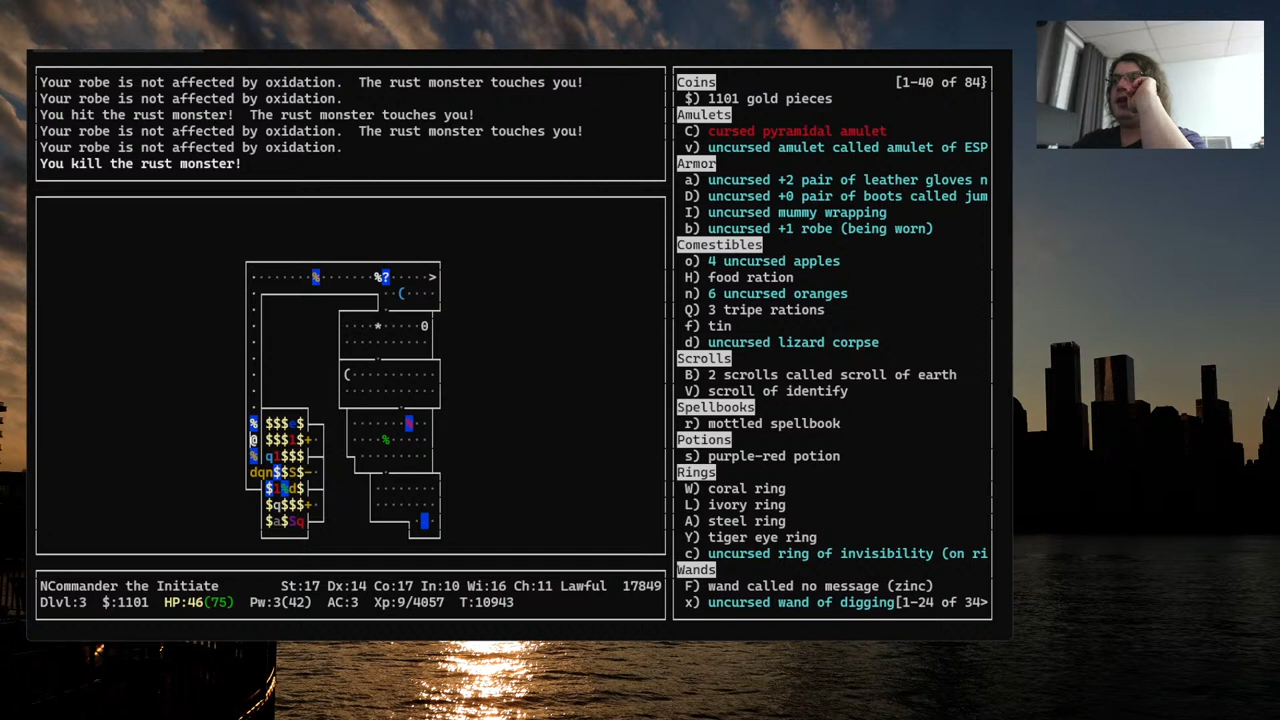 Your robe is not affected by oxidation.  The rust monster touches you!
Your robe is not affected by oxidation.
You hit the rust monster!  The rust monster touches you!
Your robe is not affected by oxidation.  The rust monster touches you!
Your robe is not affected by oxidation.
You kill the rust monster!
NCommander the Initiate St:17 Dx:14 Co:17 In:10 Wi:16 Ch:11 Lawful 17849
Dlvl:3 $:1101 HP:46(75) Pw:3(42) AC:3 Xp:9/4057 T:10943
Coins [1-40 of 84}
$) 1101 gold pieces
Amulets
C) cursed pyramidal amulet
v) uncursed amulet called amulet of ESP
Armor
a) uncursed +2 pair of leather gloves n
D) uncursed +0 pair of boots called jum
I) uncursed mummy wrapping
b) uncursed +1 robe (being worn)
Comestibles
o) 4 uncursed apples
H) food ration
n) 6 uncursed oranges
Q) 3 tripe rations
f) tin
d) uncursed lizard corpse
Scrolls
B) 2 scrolls called scroll of earth
V) scroll of identify
Spellbooks
r) mottled spellbook
Potions
s) purple-red potion
Rings
W) coral ring
L) ivory ring
A) steel ring
Y) tiger eye ring
c) uncursed ring of invisibility (on ri
Wands
F) wand called no message (zinc)
x) uncursed wand of digging[1-24 of 34>